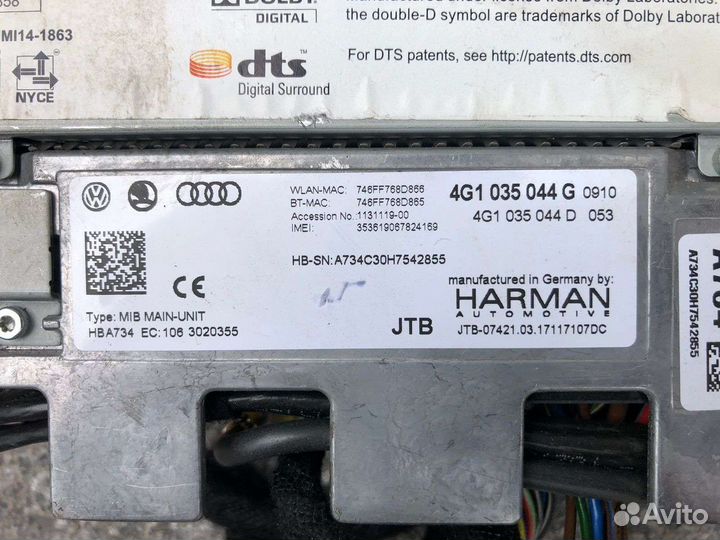 858
DOLBY
DIGITAL
manufactured under license from Dolby Laboratories.
the double-D symbol are trademarks of Dolby Laborat
MI14-1863
NYCE
dts
Digital Surround
For DTS patents, see http://patents.dts.com
WLAN-MAC: 746FF768D866
BT-MAC: 746FF768D865
Accession No.: 1131119-00
IMEI: 353619067824169
4G1 035 044 G 0910
4G1 035 044 D 053
HB-SN: A734C30H7542855
CE
Type: MIB MAIN-UNIT
HBA734 EC:106 3020355
JTB
manufactured in Germany by:
HARMAN
AUTOMOTIVE
JTB-07421.03.17117107DC
A734C30H7542855
Avito